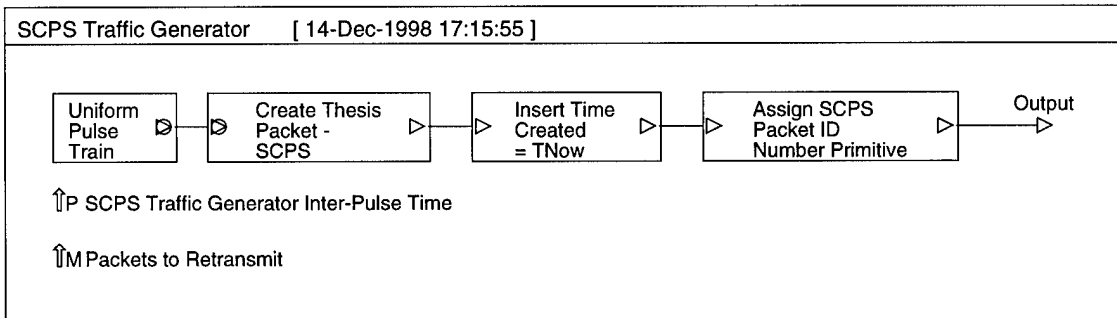 SCPS Traffic Generator [ 14-Dec-1998 17:15:55 ]
Uniform
Pulse
Train
Create Thesis
Packet -
SCPS
Insert Time
Created
= TNow
Assign SCPS
Packet ID
Number Primitive
Output
⇑P SCPS Traffic Generator Inter-Pulse Time
⇑M Packets to Retransmit